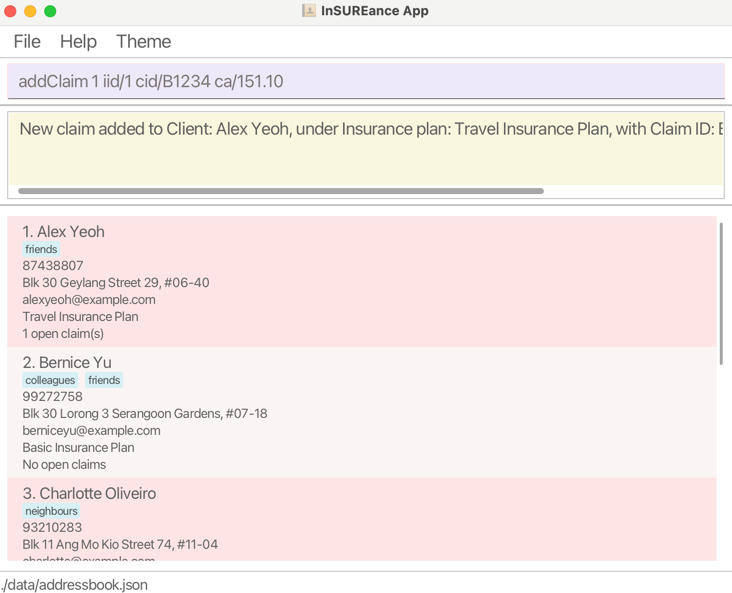 InSUREance App
File Help Theme
addClaim 1 iid/1 cid/B1234 ca/151.10
New claim added to Client: Alex Yeoh, under Insurance plan: Travel Insurance Plan, with Claim ID:
1. Alex Yeoh
friends
87438807
Blk 30 Geylang Street 29, #06-40
alexyeoh@example.com
Travel Insurance Plan
1 open claim(s)
2. Bernice Yu
colleagues friends
99272758
Blk 30 Lorong 3 Serangoon Gardens, #07-18
berniceyu@example.com
Basic Insurance Plan
No open claims
3. Charlotte Oliveiro
neighbours
93210283
Blk 11 Ang Mo Kio Street 74, #11-04
charlotte@example.com
./data/addressbook.json